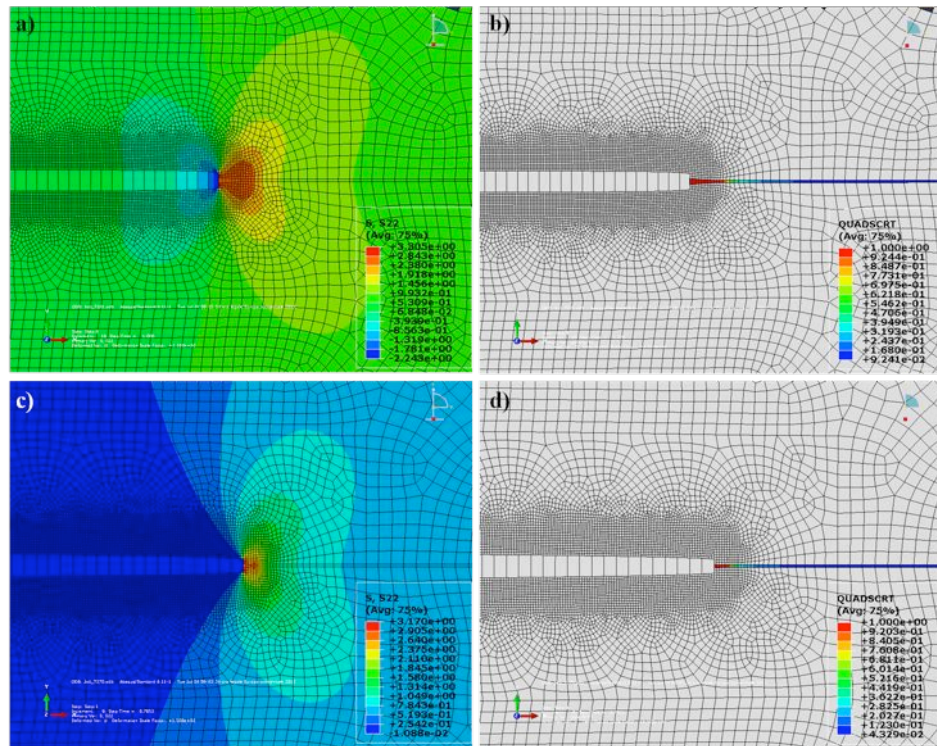 a)
S, S22
(Avg: 75%)
+3.305e+00
+2.843e+00
+2.380e+00
+1.918e+00
+1.456e+00
+9.932e-01
+5.309e-01
+6.848e-02
-3.939e-01
-8.563e-01
-1.319e+00
-1.781e+00
-2.243e+00
b)
QUADSCRT
(Avg: 75%)
+1.000e+00
+9.244e-01
+8.487e-01
+7.731e-01
+6.975e-01
+6.218e-01
+5.462e-01
+4.706e-01
+3.949e-01
+3.193e-01
+2.437e-01
+1.680e-01
+9.241e-02
c)
S, S22
(Avg: 75%)
+3.170e+00
+2.905e+00
+2.640e+00
+2.375e+00
+2.110e+00
+1.845e+00
+1.580e+00
+1.314e+00
+1.049e+00
+7.843e-01
+5.193e-01
+2.542e-01
-1.088e-02
d)
QUADSCRT
(Avg: 75%)
+1.000e+00
+9.203e-01
+8.405e-01
+7.608e-01
+6.811e-01
+6.014e-01
+5.216e-01
+4.419e-01
+3.622e-01
+2.825e-01
+2.027e-01
+1.230e-01
+4.329e-02